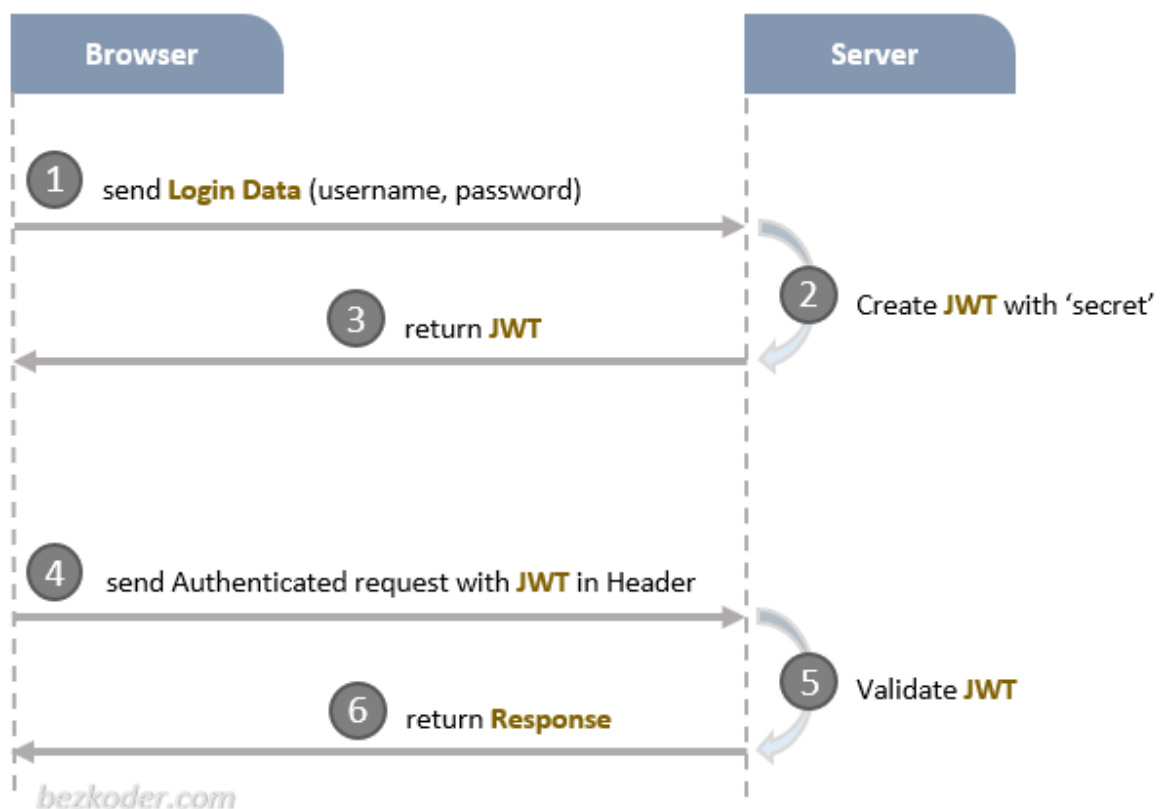 Browser
Server
1
send Login Data (username, password)
2
Create JWT with ‘secret’
3
return JWT
4
send Authenticated request with JWT in Header
5
Validate JWT
6
return Response
bezkoder.com